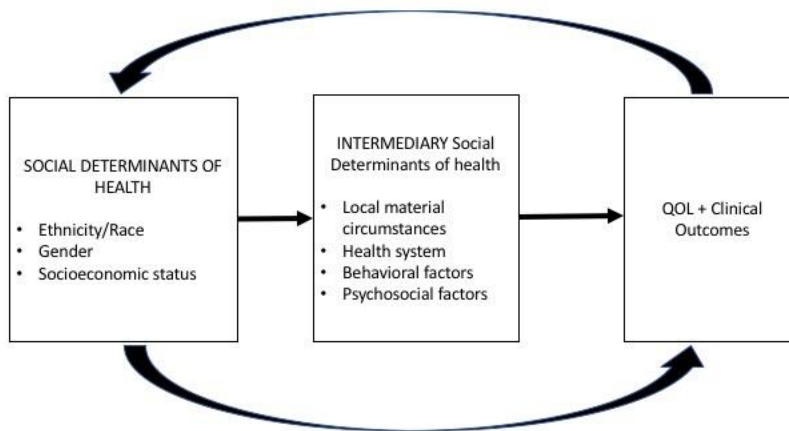 SOCIAL DETERMINANTS OF
HEALTH
• Ethnicity/Race
• Gender
• Socioeconomic status
INTERMEDIARY Social
Determinants of health
• Local material
circumstances
• Health system
• Behavioral factors
• Psychosocial factors
QOL + Clinical
Outcomes